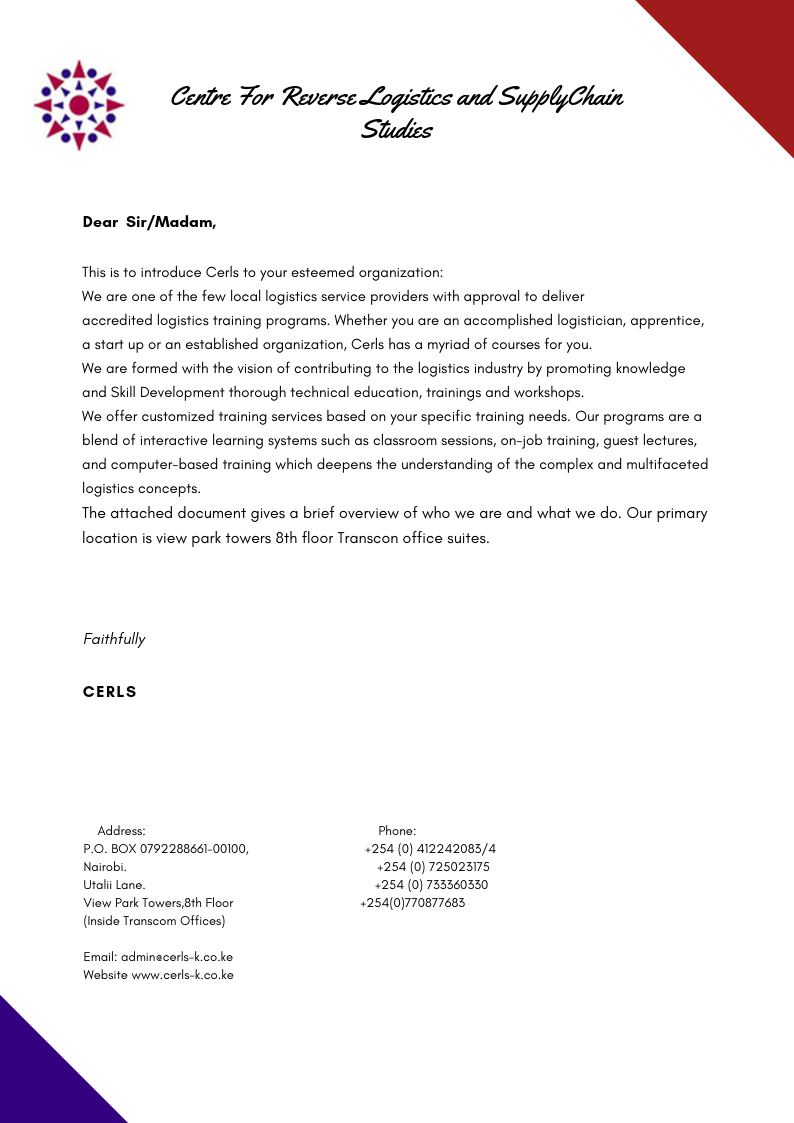 Centre For Reverse Logistics and SupplyChain
Studies
Dear Sir/Madam,
This is to introduce Cerls to your esteemed organization:
We are one of the few local logistics service providers with approval to deliver
accredited logistics training programs. Whether you are an accomplished logistician, apprentice,
a start up or an established organization, Cerls has a myriad of courses for you.
We are formed with the vision of contributing to the logistics industry by promoting knowledge
and Skill Development thorough technical education, trainings and workshops.
We offer customized training services based on your specific training needs. Our programs are a
blend of interactive learning systems such as classroom sessions, on-job training, guest lectures,
and computer-based training which deepens the understanding of the complex and multifaceted
logistics concepts.
The attached document gives a brief overview of who we are and what we do. Our primary
location is view park towers 8th floor Transcon office suites.
Faithfully
CERLS
Address:
P.O. BOX 0792288661-00100,
Nairobi.
Utalii Lane.
View Park Towers,8th Floor
(Inside Transcom Offices)
Email: admin@cerls-k.co.ke
Website www.cerls-k.co.ke
Phone:
+254 (0) 412242083/4
+254 (0) 725023175
+254 (0) 733360330
+254(0)770877683